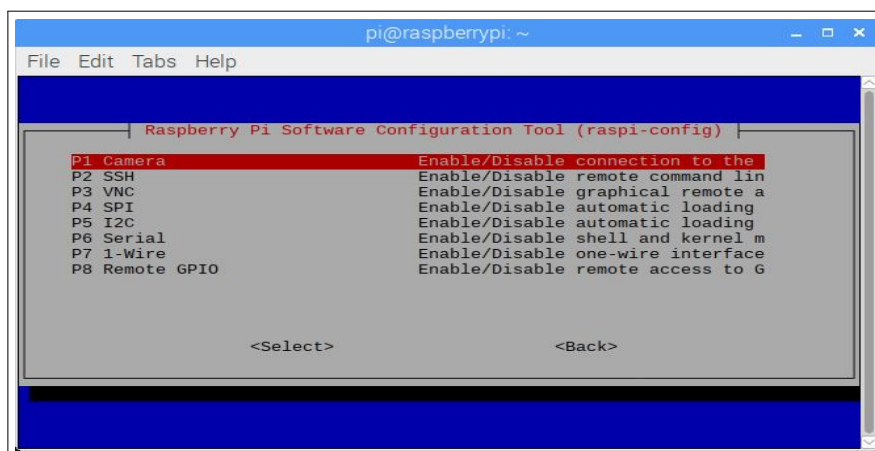 pi@raspberrypi: ~
File Edit Tabs Help
Raspberry Pi Software Configuration Tool (raspi-config)
P1 Camera Enable/Disable connection to the
P2 SSH Enable/Disable remote command lin
P3 VNC Enable/Disable graphical remote a
P4 SPI Enable/Disable automatic loading
P5 I2C Enable/Disable automatic loading
P6 Serial Enable/Disable shell and kernel m
P7 1-Wire Enable/Disable one-wire interface
P8 Remote GPIO Enable/Disable remote access to G
<Select> <Back>